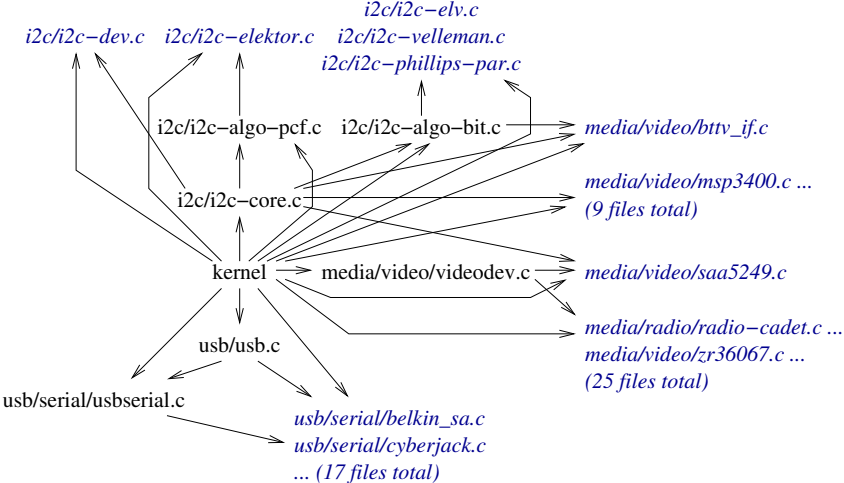 i2c/i2c−elv.c
i2c/i2c−dev.c
i2c/i2c−elektor.c
i2c/i2c−velleman.c
i2c/i2c−phillips−par.c
i2c/i2c−algo−pcf.c
i2c/i2c−algo−bit.c
media/video/bttv_if.c
media/video/msp3400.c ...
(9 files total)
i2c/i2c−core.c
kernel
media/video/videodev.c
media/video/saa5249.c
media/radio/radio−cadet.c ...
media/video/zr36067.c ...
(25 files total)
usb/usb.c
usb/serial/usbserial.c
usb/serial/belkin_sa.c
usb/serial/cyberjack.c
... (17 files total)